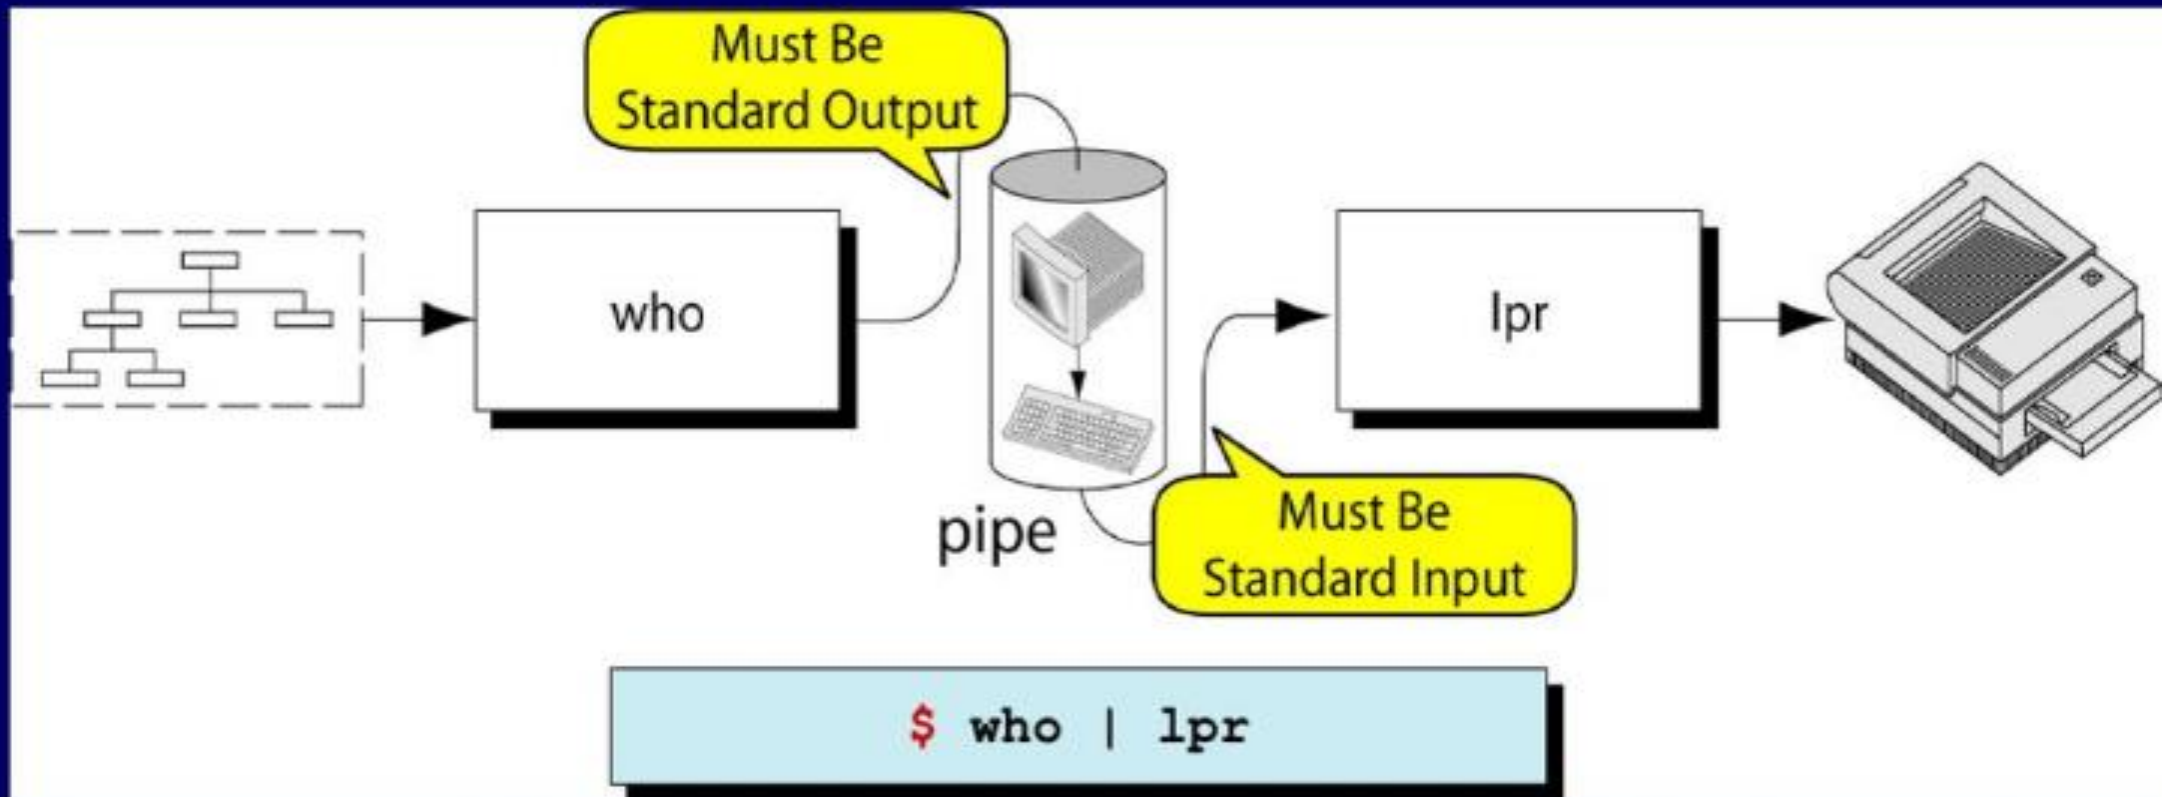 Must Be
Standard Output
who
lpr
pipe
Must Be
Standard Input
$ who | lpr